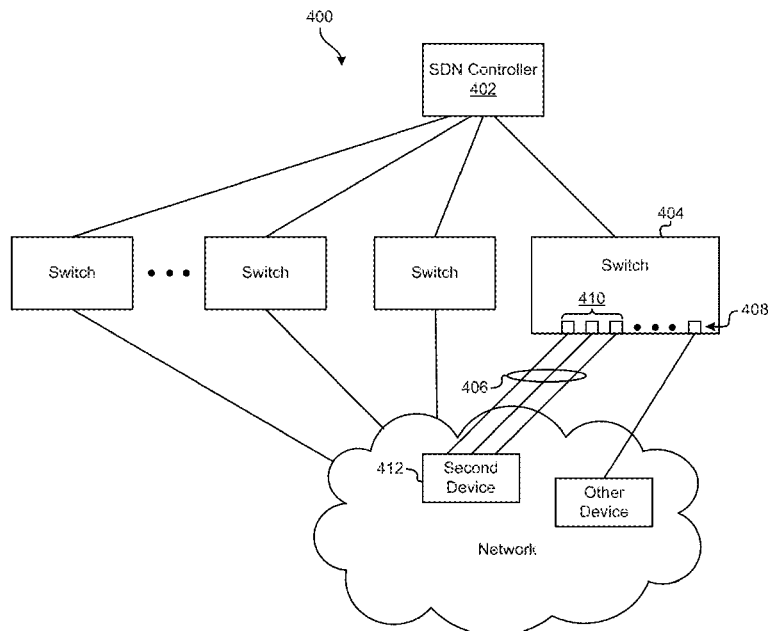 400
SDN Controller
402
404
Switch
Switch
Switch
Switch
410
408
406
412
Second
Device
Other
Device
Network